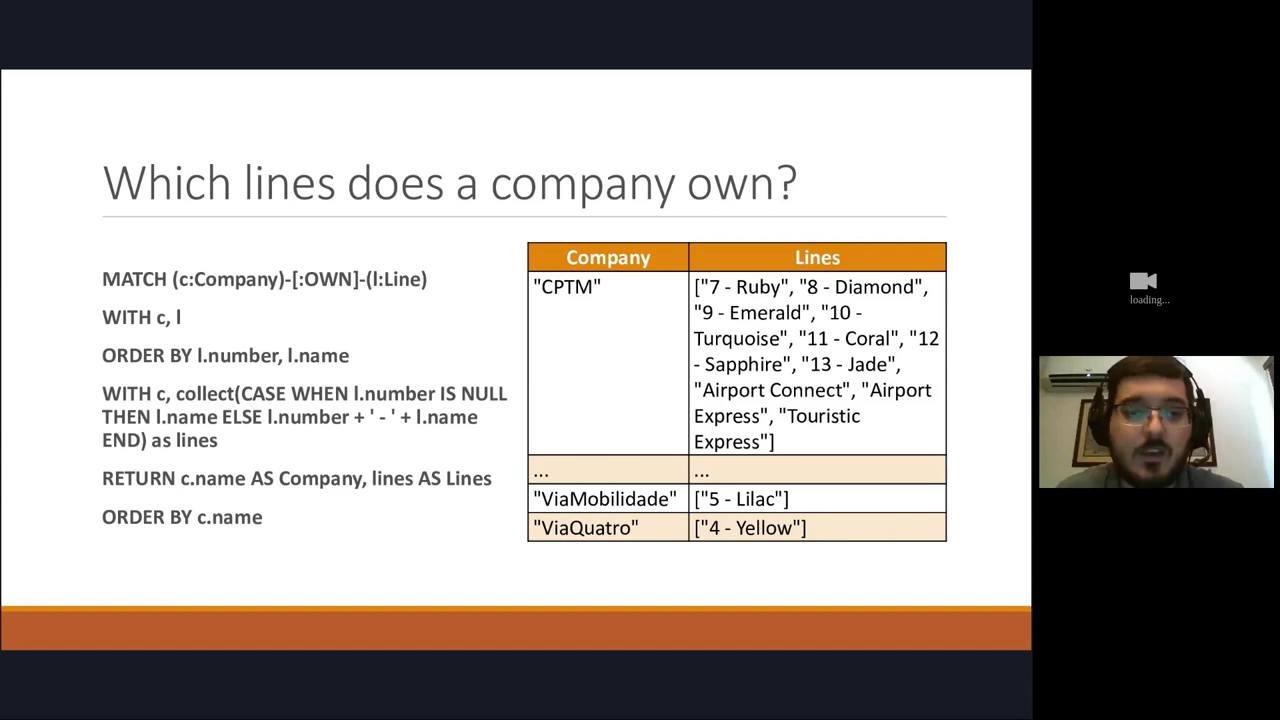 Which lines does a company own?
MATCH (c:Company)-[:OWN]-(l:Line)
WITH c, l
ORDER BY l.number, l.name
WITH c, collect(CASE WHEN l.number IS NULL
THEN l.name ELSE l.number + ' - ' + l.name
END) as lines
RETURN c.name AS Company, lines AS Lines
ORDER BY c.name
Company Lines
"CPTM" ["7 - Ruby", "8 - Diamond",
"9 - Emerald", "10 -
Turquoise", "11 - Coral", "12
- Sapphire", "13 - Jade",
"Airport Connect", "Airport
Express", "Touristic
Express"]
... ...
"ViaMobilidade" ["5 - Lilac"]
"ViaQuatro" ["4 - Yellow"]
loading...